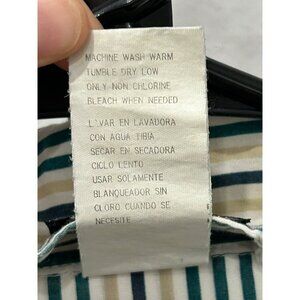 MACHINE WASH WARM
TUMBLE DRY LOW
ONLY NON CHLORINE
BLEACH WHEN NEEDED
L'VAR EN LAVADORA
CON AGUA TIBIA
SECAR EN SECADORA
CICLO LENTO
USAR SOLAMENTE
BLANQUEADOR SIN
CLORO CUANDO SE
NECESITE